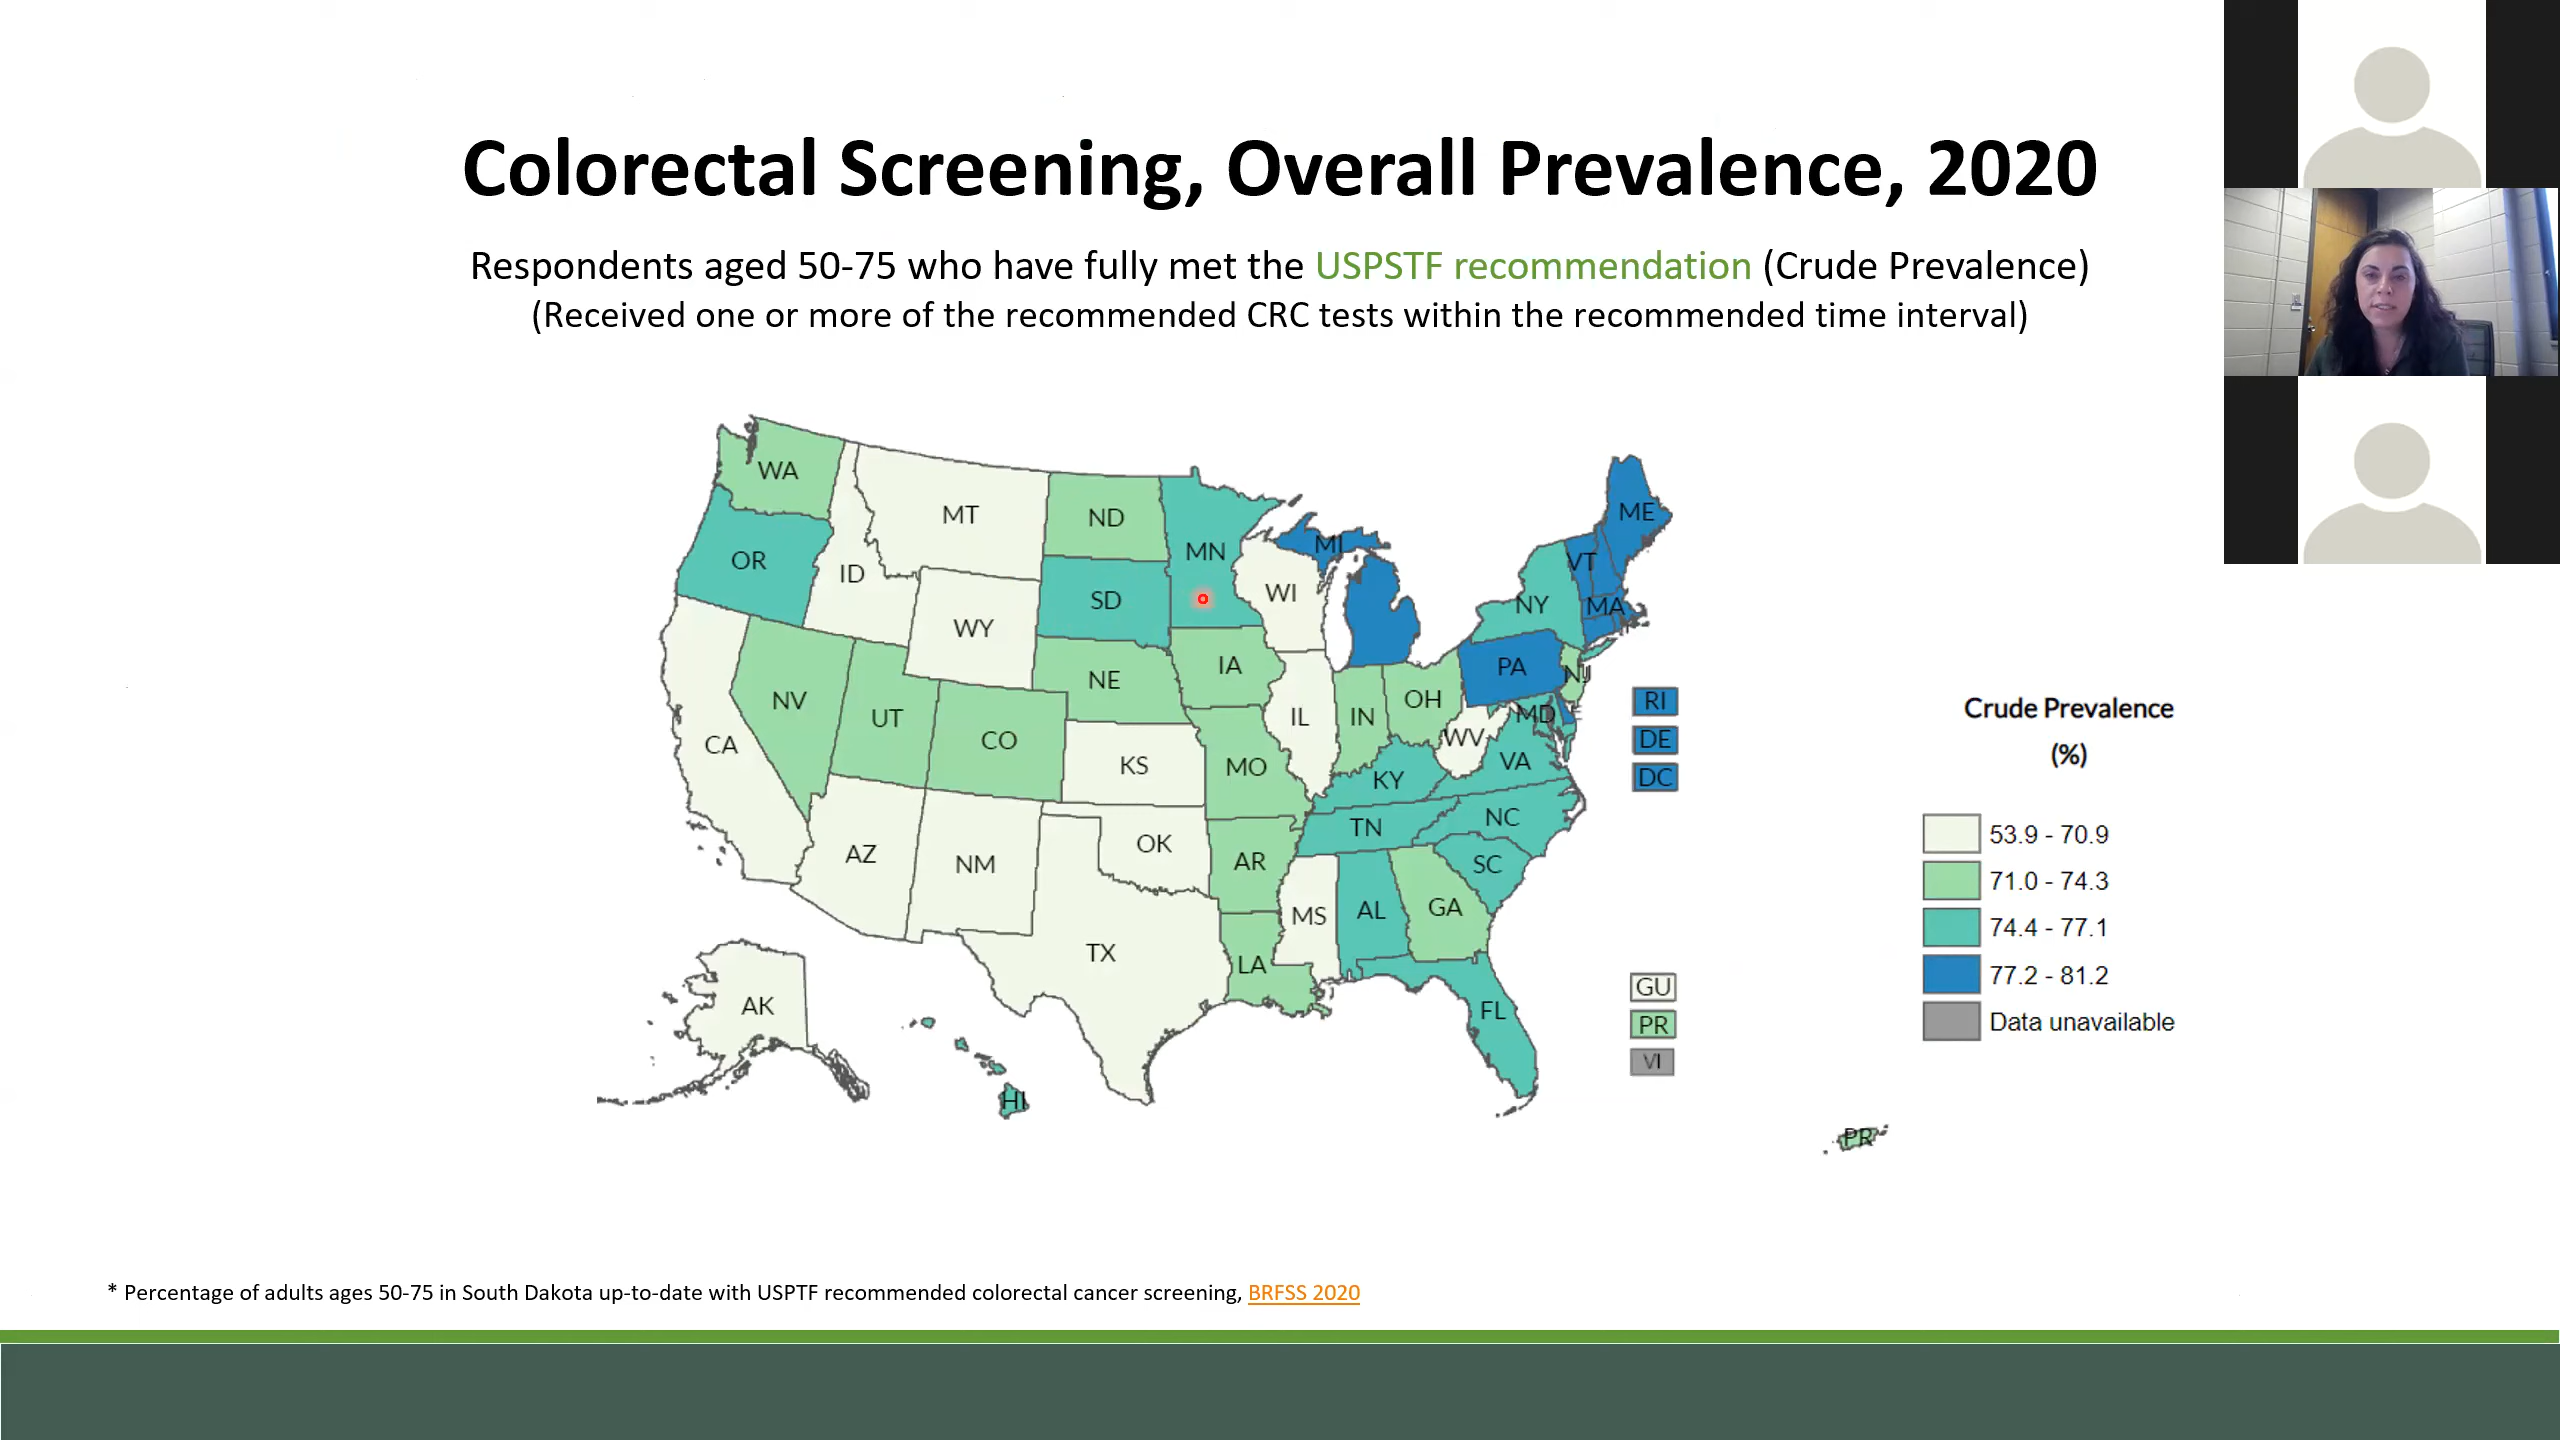 Colorectal Screening, Overall Prevalence, 2020
Respondents aged 50-75 who have fully met the USPSTF recommendation (Crude Prevalence)
(Received one or more of the recommended CRC tests within the recommended time interval)
WA
MT
ND
MN
OR
ID
SD
WY
WI
MI
ME
VT
NY
MA
NE
IA
PA
NJ
NV
UT
CO
CA
KS
MO
IL
IN
OH
WV
MD
VA
KY
RI
DE
DC
AZ
NM
OK
AR
TN
NC
SC
MS
AL
GA
TX
LA
FL
AK
HI
GU
PR
VI
PR
Crude Prevalence
(%)
53.9 - 70.9
71.0 - 74.3
74.4 - 77.1
77.2 - 81.2
Data unavailable
* Percentage of adults ages 50-75 in South Dakota up-to-date with USPTF recommended colorectal cancer screening, BRFSS 2020